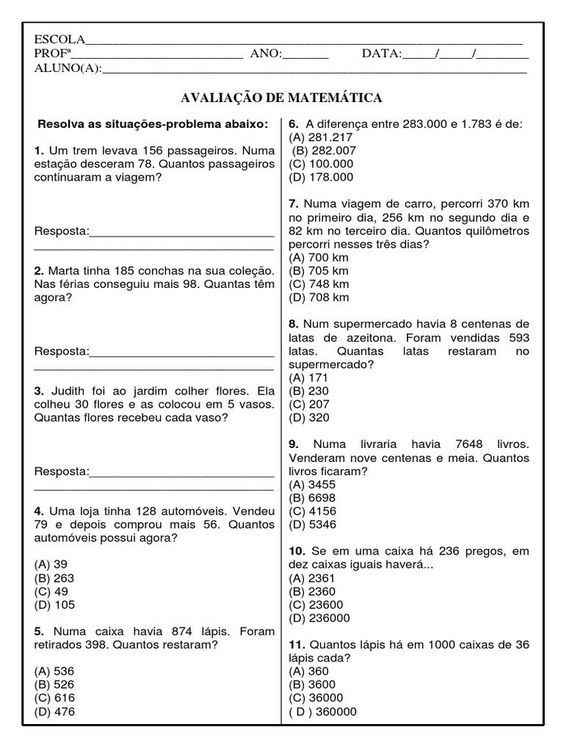 ESCOLA_______________________________________________
PROFª__________________________ ANO:_______ DATA:_____/_____/________
ALUNO(A):_______________________________________________
AVALIAÇÃO DE MATEMÁTICA
Resolva as situações-problema abaixo:
1. Um trem levava 156 passageiros. Numa
estação desceram 78. Quantos passageiros
continuaram a viagem?
Resposta:____________________________
____________________________________
2. Marta tinha 185 conchas na sua coleção.
Nas férias conseguiu mais 98. Quantas têm
agora?
Resposta:____________________________
____________________________________
3. Judith foi ao jardim colher flores. Ela
colheu 30 flores e as colocou em 5 vasos.
Quantas flores recebeu cada vaso?
Resposta:____________________________
____________________________________
4. Uma loja tinha 128 automóveis. Vendeu
79 e depois comprou mais 56. Quantos
automóveis possui agora?
(A) 39
(B) 263
(C) 49
(D) 105
5. Numa caixa havia 874 lápis. Foram
retirados 398. Quantos restaram?
(A) 536
(B) 526
(C) 616
(D) 476
6. A diferença entre 283.000 e 1.783 é de:
(A) 281.217
(B) 282.007
(C) 100.000
(D) 178.000
7. Numa viagem de carro, percorri 370 km
no primeiro dia, 256 km no segundo dia e
82 km no terceiro dia. Quantos quilômetros
percorri nesses três dias?
(A) 700 km
(B) 705 km
(C) 748 km
(D) 708 km
8. Num supermercado havia 8 centenas de
latas de azeitona. Foram vendidas 593
latas. Quantas latas restaram no
supermercado?
(A) 171
(B) 230
(C) 207
(D) 320
9. Numa livraria havia 7648 livros.
Venderam nove centenas e meia. Quantos
livros ficaram?
(A) 3455
(B) 6698
(C) 4156
(D) 5346
10. Se em uma caixa há 236 pregos, em
dez caixas iguais haverá...
(A) 2361
(B) 2360
(C) 23600
(D) 236000
11. Quantos lápis há em 1000 caixas de 36
lápis cada?
(A) 360
(B) 3600
(C) 36000
( D ) 360000